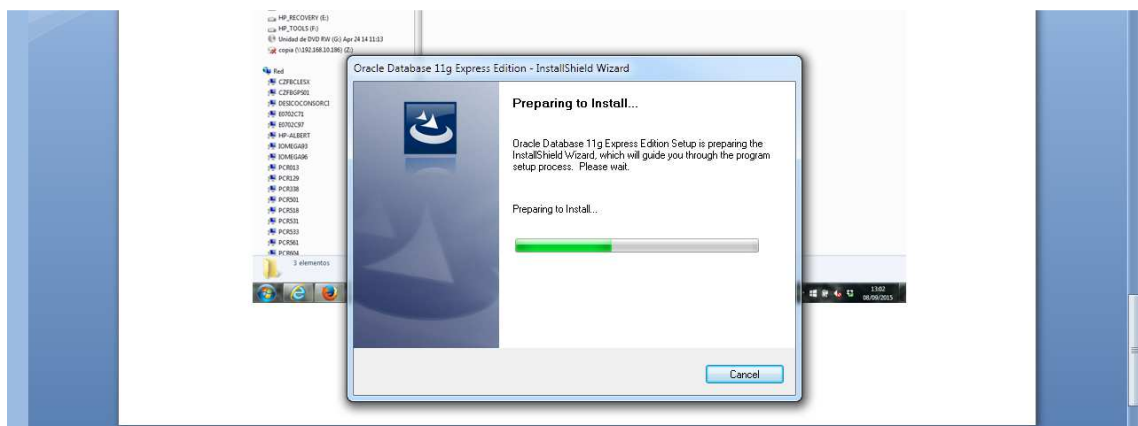 HP_RECOVERY (E:)
HP_TOOLS (F:)
Unidad de DVD RW (G:) Apr 24 14 11:13
copia (\\192.168.10.186) (Z:)
Red
CZFBCLESX
CZFBGPS01
DESICOCONSORCI
E0702C71
E0702C97
HP-ALBERT
IOMEGA93
IOMEGA96
PCR013
PCR129
PCR338
PCR501
PCR518
PCR531
PCR533
PCR561
PCR604
3 elementos
Oracle Database 11g Express Edition - InstallShield Wizard
Preparing to Install...
Oracle Database 11g Express Edition Setup is preparing the
InstallShield Wizard, which will guide you through the program
setup process. Please wait.
Preparing to Install...
Cancel
13:02
08/09/2015